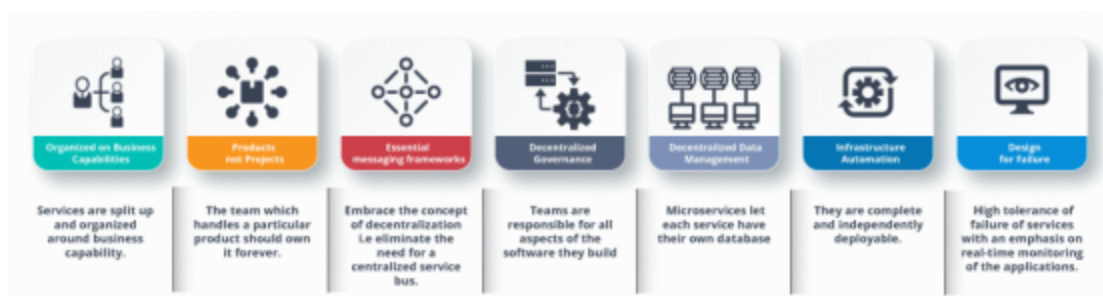 Organized on Business
Capabilities
Products
not Projects
Essential
messaging frameworks
Decentralized
Governance
Decentralized Data
Management
Infrastructure
Automation
Design
for Failure
Services are split up
and organized
around business
capability.
The team which
handles a particular
product should own
it forever.
Embrace the concept
of decentralization
i.e eliminate the
need for a
centralized service
bus.
Teams are
responsible for all
aspects of the
software they build
Microservices let
each service have
their own database
They are complete
and independently
deployable.
High tolerance of
failure of services
with an emphasis on
real-time monitoring
of the applications.